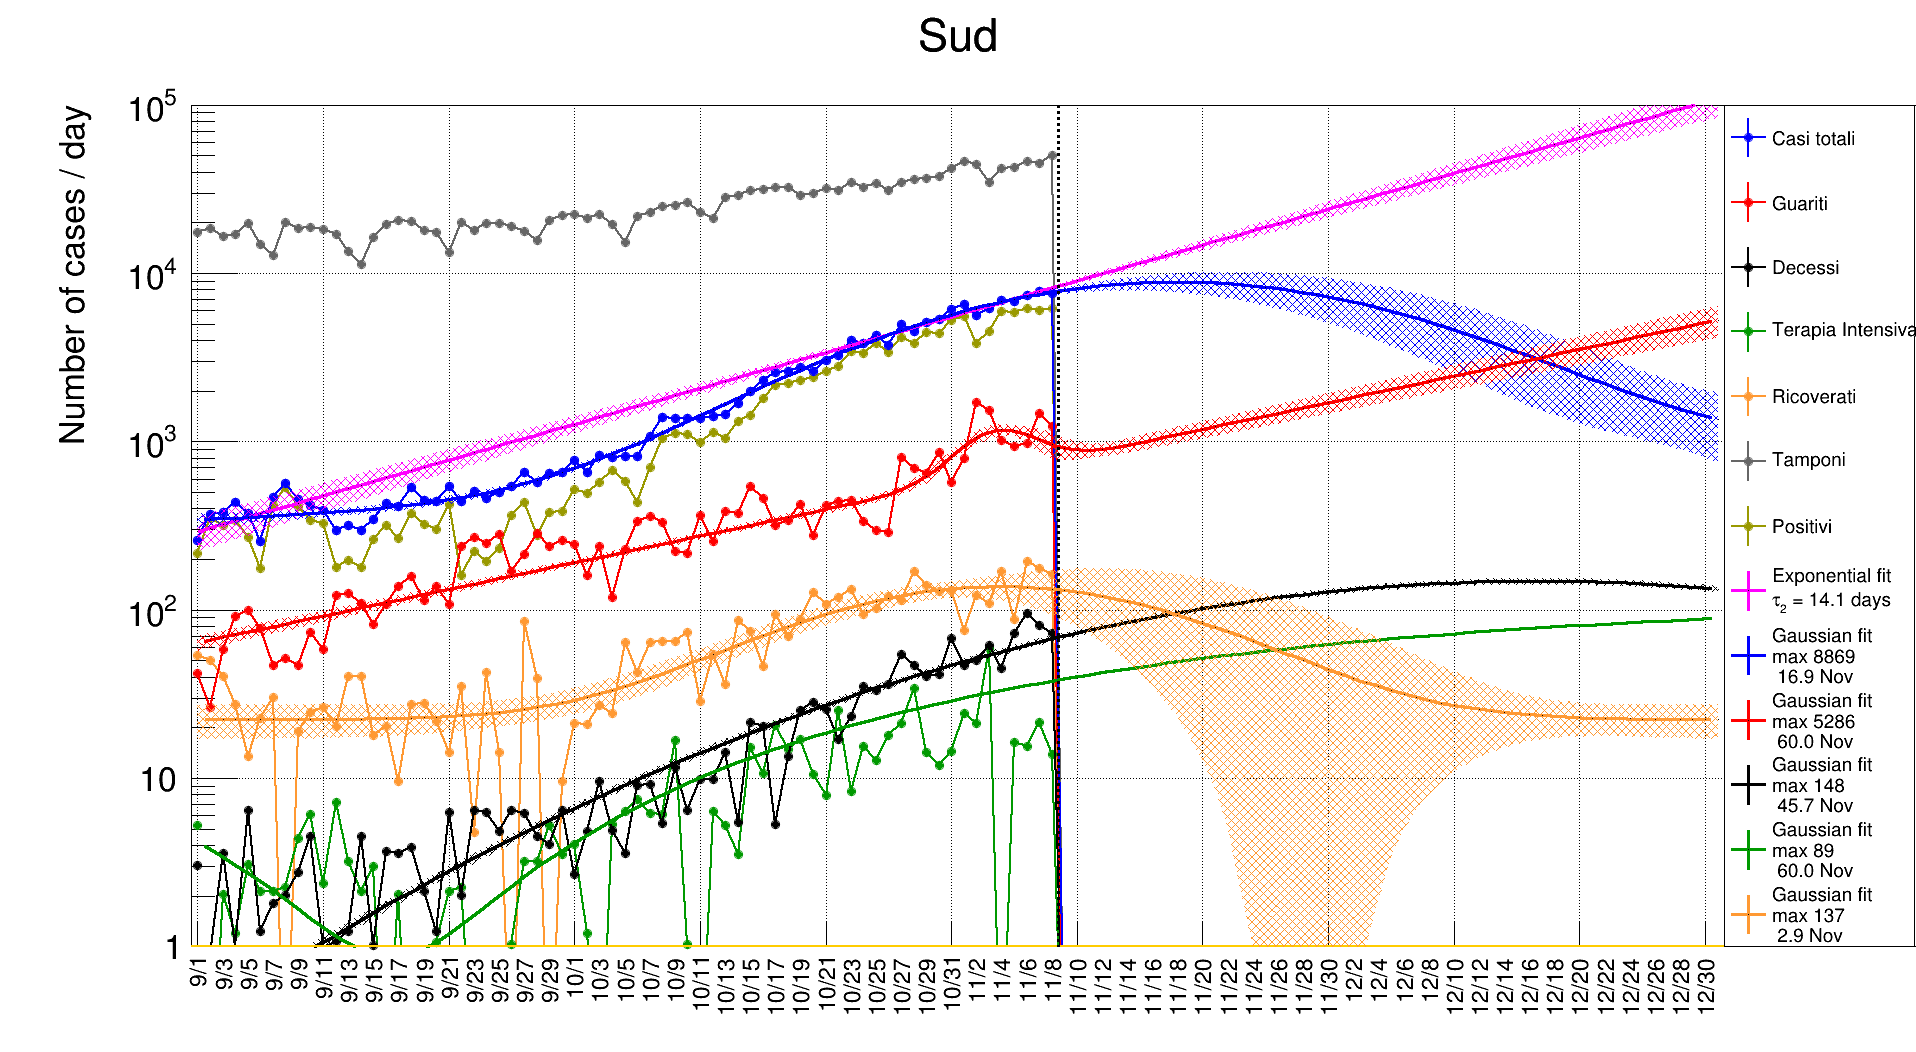 Sud
Number of cases / day
10^5
10^4
10^3
10^2
10
1
9/1
9/3
9/5
9/7
9/9
9/11
9/13
9/15
9/17
9/19
9/21
9/23
9/25
9/27
9/29
10/1
10/3
10/5
10/7
10/9
10/11
10/13
10/15
10/17
10/19
10/21
10/23
10/25
10/27
10/29
10/31
11/2
11/4
11/6
11/8
11/10
11/12
11/14
11/16
11/18
11/20
11/22
11/24
11/26
11/28
11/30
12/2
12/4
12/6
12/8
12/10
12/12
12/14
12/16
12/18
12/20
12/22
12/24
12/26
12/28
12/30
Casi totali
Guariti
Decessi
Terapia Intensiva
Ricoverati
Tamponi
Positivi
Exponential fit
τ2 = 14.1 days
Gaussian fit
max 8869
16.9 Nov
Gaussian fit
max 5286
60.0 Nov
Gaussian fit
max 148
45.7 Nov
Gaussian fit
max 89
60.0 Nov
Gaussian fit
max 137
2.9 Nov